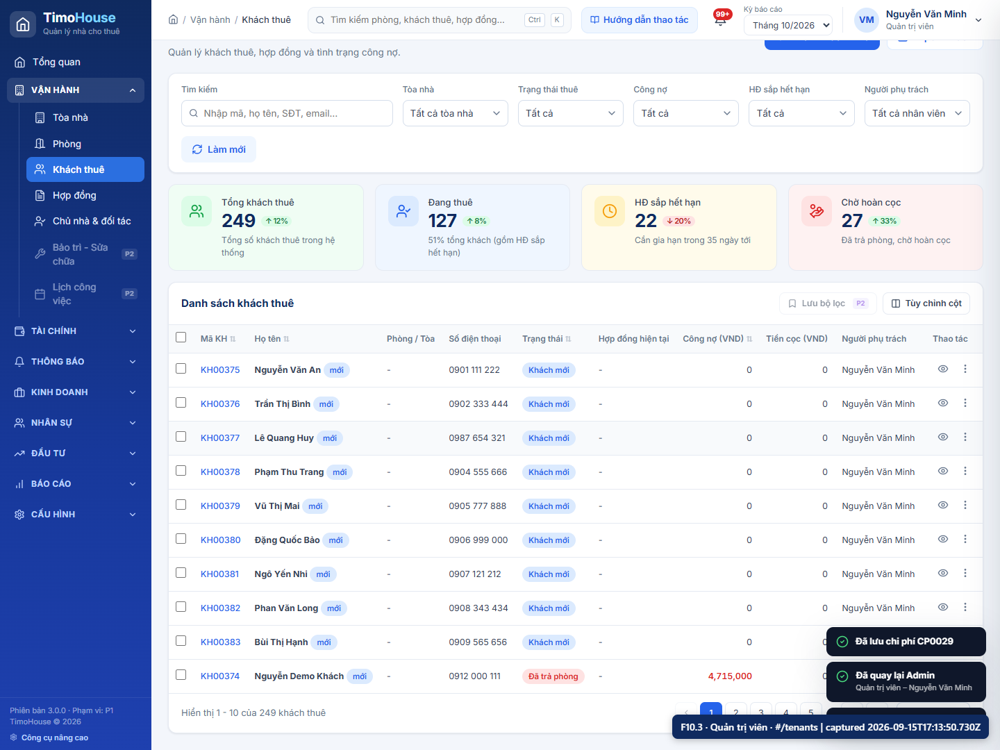 TimoHouse
Quản lý nhà cho thuê
Tổng quan
VẬN HÀNH
Tòa nhà
Phòng
Khách thuê
Hợp đồng
Chủ nhà & đối tác
Bảo trì - Sửa chữa P2
Lịch công việc P2
TÀI CHÍNH
THÔNG BÁO
KINH DOANH
NHÂN SỰ
ĐẦU TƯ
BÁO CÁO
CẤU HÌNH
Phiên bản 3.0.0 · Phạm vi: P1
TimoHouse © 2026
Công cụ nâng cao
/ Vận hành / Khách thuê
Tìm kiếm phòng, khách thuê, hợp đồng... Ctrl K
Hướng dẫn thao tác
99+
Kỳ báo cáo
Tháng 10/2026
VM
Nguyễn Văn Minh
Quản trị viên
Quản lý khách thuê, hợp đồng và tình trạng công nợ.
Tìm kiếm Tòa nhà Trạng thái thuê Công nợ HĐ sắp hết hạn Người phụ trách
Nhập mã, họ tên, SĐT, email... Tất cả tòa nhà Tất cả Tất cả Tất cả Tất cả nhân viên
Làm mới
Tổng khách thuê
249 ↑ 12%
Tổng số khách thuê trong hệ thống
Đang thuê
127 ↑ 8%
51% tổng khách (gồm HĐ sắp hết hạn)
HĐ sắp hết hạn
22 ↓ 20%
Cần gia hạn trong 35 ngày tới
Chờ hoàn cọc
27 ↑ 33%
Đã trả phòng, chờ hoàn cọc
Danh sách khách thuê
Lưu bộ lọc P2
Tùy chỉnh cột
Mã KH ⇅ Họ tên ⇅ Phòng / Tòa Số điện thoại Trạng thái ⇅ Hợp đồng hiện tại Công nợ (VND) ⇅ Tiền cọc (VND) Người phụ trách Thao tác
KH00375 Nguyễn Văn An mới - 0901 111 222 Khách mới - 0 0 Nguyễn Văn Minh
KH00376 Trần Thị Bình mới - 0902 333 444 Khách mới - 0 0 Nguyễn Văn Minh
KH00377 Lê Quang Huy mới - 0987 654 321 Khách mới - 0 0 Nguyễn Văn Minh
KH00378 Phạm Thu Trang mới - 0904 555 666 Khách mới - 0 0 Nguyễn Văn Minh
KH00379 Vũ Thị Mai mới - 0905 777 888 Khách mới - 0 0 Nguyễn Văn Minh
KH00380 Đặng Quốc Bảo mới - 0906 999 000 Khách mới - 0 0 Nguyễn Văn Minh
KH00381 Ngô Yến Nhi mới - 0907 121 212 Khách mới - 0 0 Nguyễn Văn Minh
KH00382 Phan Văn Long mới - 0908 343 434 Khách mới - 0 0 Nguyễn Văn Minh
KH00383 Bùi Thị Hạnh mới - 0909 565 656 Khách mới - 0 0
KH00374 Nguyễn Demo Khách mới - 0912 000 111 Đã trả phòng - 4,715,000 0
Hiển thị 1 - 10 của 249 khách thuê
‹ 1 2 3 4 5
Đã lưu chi phí CP0029
Đã quay lại Admin
Quản trị viên – Nguyễn Văn Minh
F10.3 · Quản trị viên · #/tenants | captured 2026-09-15T17:13:50.730Z